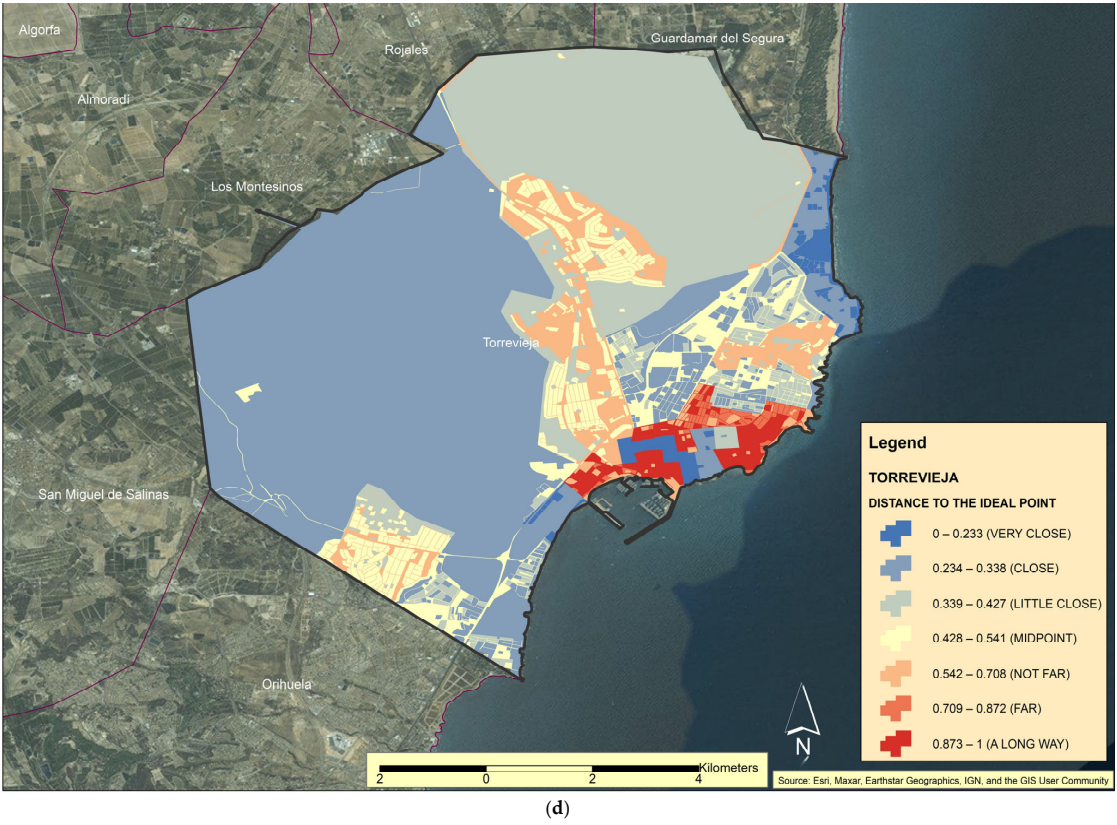 Algorfa
Guardamar del Segura
Rojales
Almoradí
Los Montesinos
Torrevieja
San Miguel de Salinas
Orihuela
Legend
TORREVIEJA
DISTANCE TO THE IDEAL POINT
0 – 0.233 (VERY CLOSE)
0.234 – 0.338 (CLOSE)
0.339 – 0.427 (LITTLE CLOSE)
0.428 – 0.541 (MIDPOINT)
0.542 – 0.708 (NOT FAR)
0.709 – 0.872 (FAR)
0.873 – 1 (A LONG WAY)
N
Kilometers
2 0 2 4
Source: Esri, Maxar, Earthstar Geographics, IGN, and the GIS User Community
(d)